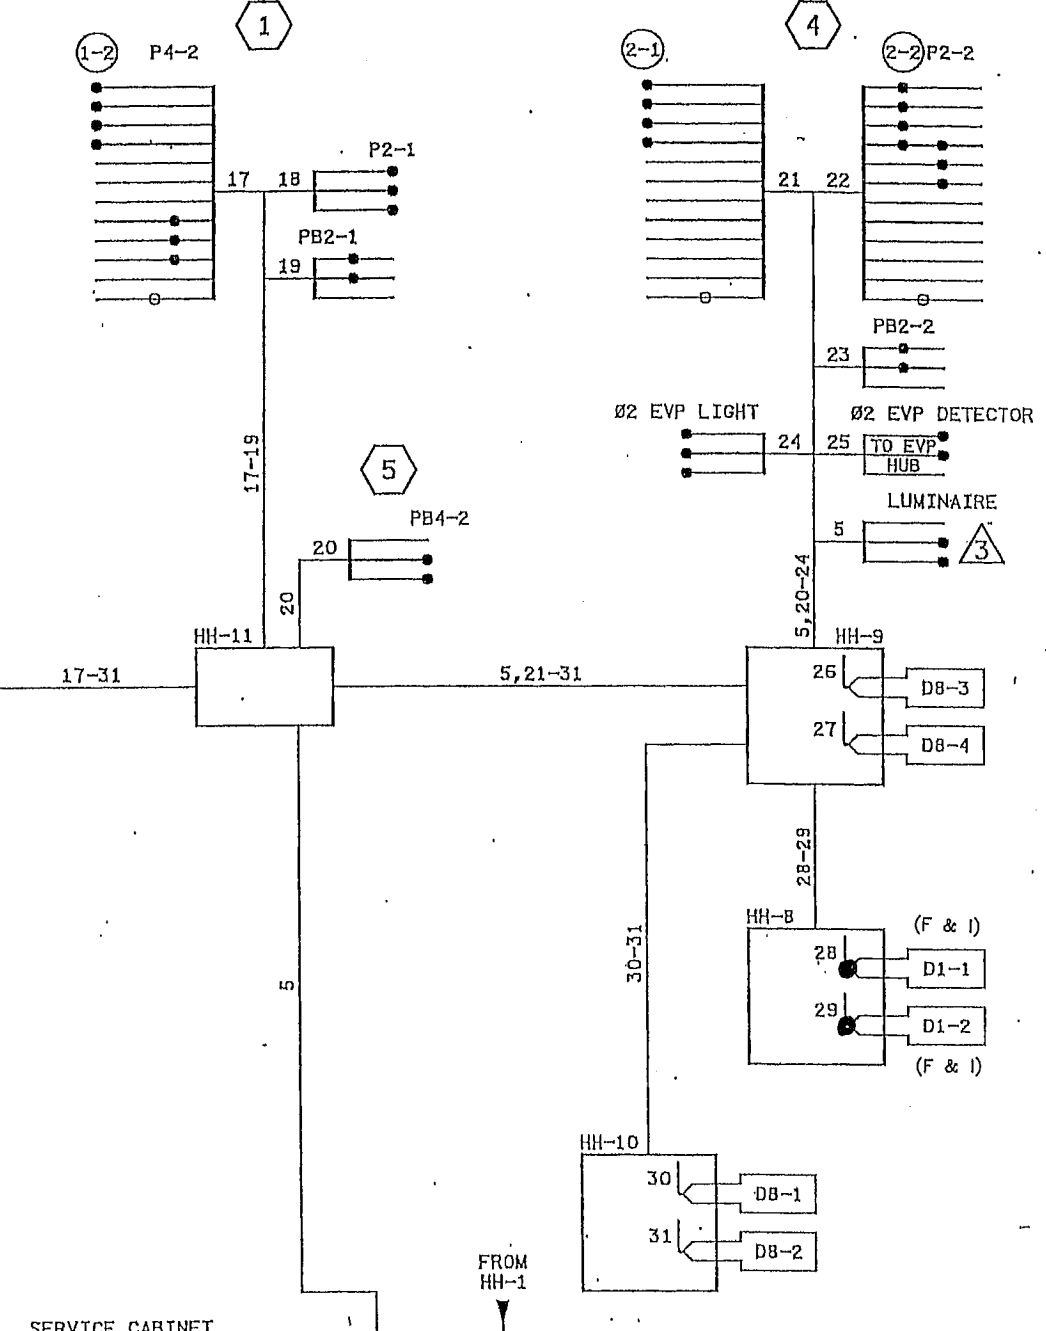 1
4
1-2 P4-2
2-1
2-2 P2-2
P2-1
17 18
21 22
PB2-1
19
PB2-2
23
Ø2 EVP LIGHT
Ø2 EVP DETECTOR
24 25 TO EVP
HUB
17-19
5
LUMINAIRE
PB4-2
20
5
3
20
5,20-24
HH-11
HH-9
17-31
5,21-31
26 D8-3
27 D8-4
28-29
HH-8
(F & I)
28 D1-1
30-31
5
29 D1-2
(F & I)
HH-10
30 D8-1
31 D8-2
FROM
HH-1
SERVICE CABINET